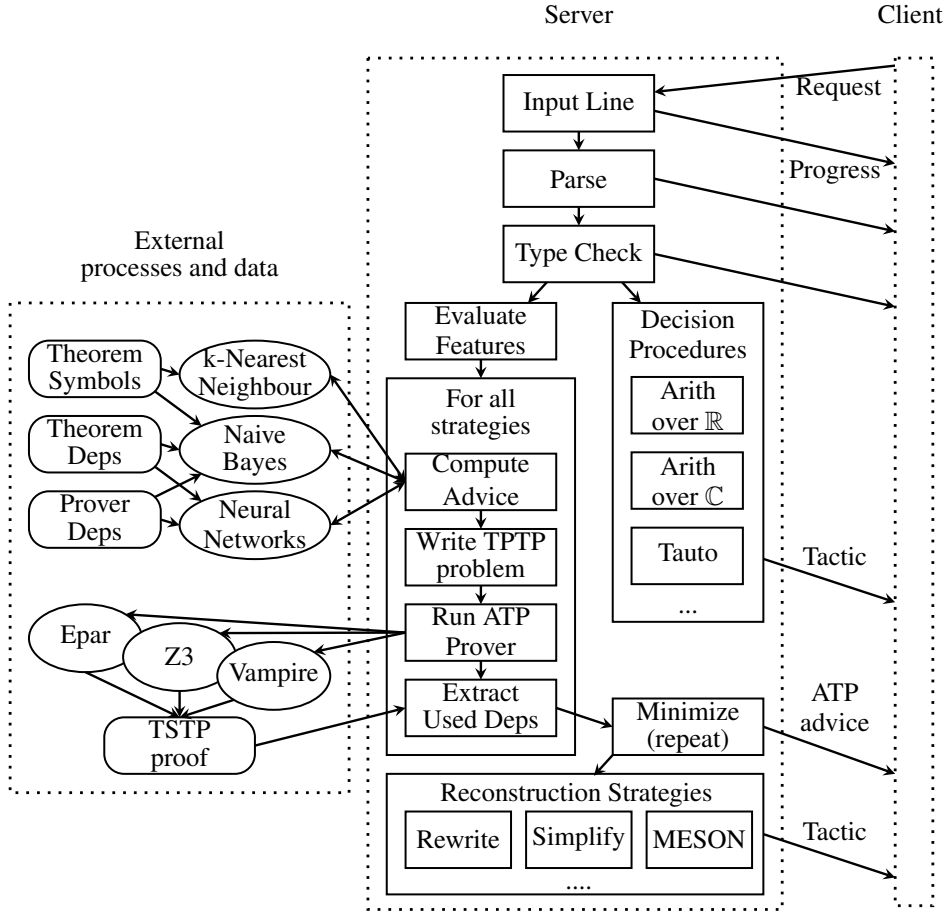 Server
Client
Input Line
Request
Parse
Progress
Type Check
External
processes and data
Evaluate
Features
Decision
Procedures
Theorem
Symbols
k-Nearest
Neighbour
For all
strategies
Arith
over ℝ
Theorem
Deps
Naive
Bayes
Compute
Advice
Arith
over ℂ
Prover
Deps
Neural
Networks
Write TPTP
problem
Tauto
...
Tactic
Epar
Z3
Vampire
Run ATP
Prover
TSTP
proof
Extract
Used Deps
Minimize
(repeat)
ATP
advice
Reconstruction Strategies
Rewrite
Simplify
MESON
....
Tactic